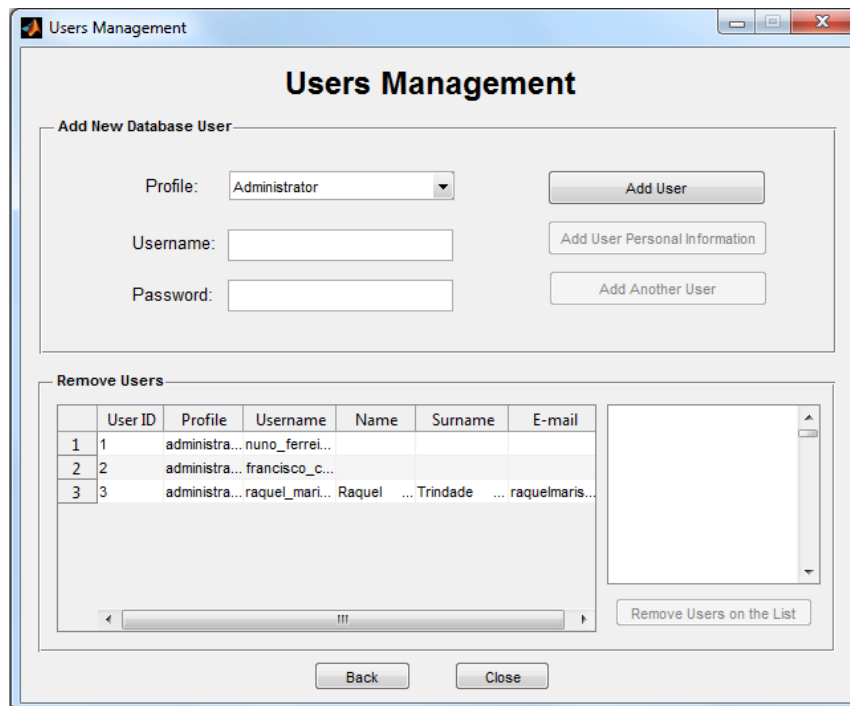 Users Management
Users Management
Add New Database User
Profile: Administrator Add User
Username: Add User Personal Information
Password: Add Another User
Remove Users
User ID Profile Username Name Surname E-mail
1 1 administra... nuno_ferrei...
2 2 administra... francisco_c...
3 3 administra... raquel_mari... Raquel ... Trindade ... raquelmaris...
Remove Users on the List
Back Close